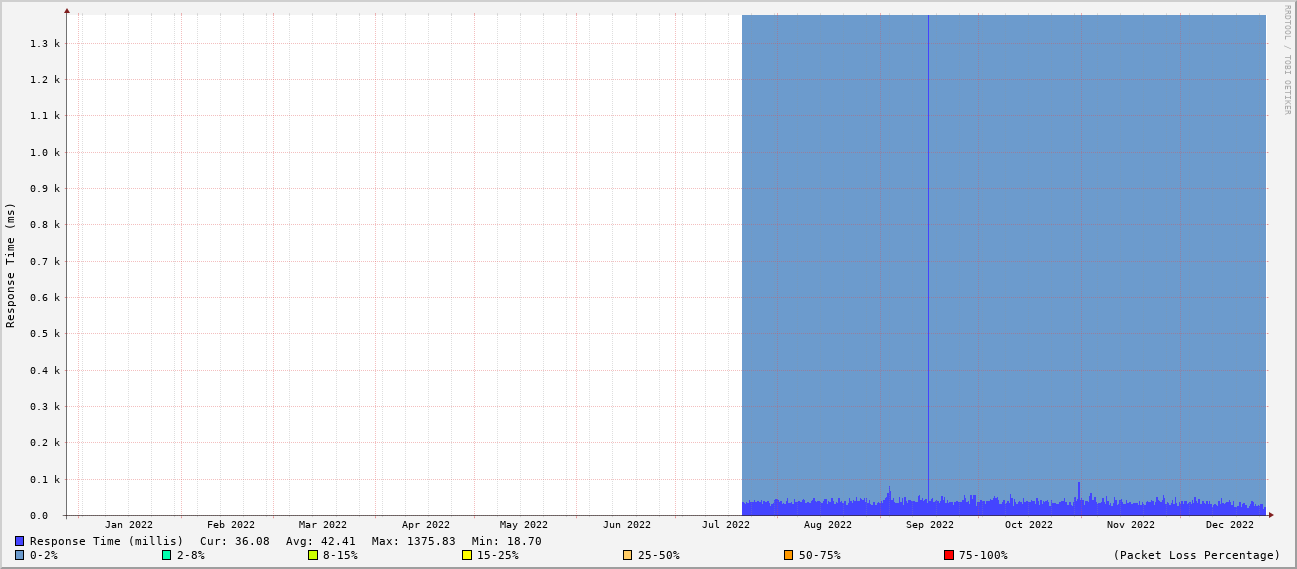 RRDTOOL / TOBI OETIKER
Response Time (ms)
1.3 k
1.2 k
1.1 k
1.0 k
0.9 k
0.8 k
0.7 k
0.6 k
0.5 k
0.4 k
0.3 k
0.2 k
0.1 k
0.0
Jan 2022 Feb 2022 Mar 2022 Apr 2022 May 2022 Jun 2022 Jul 2022 Aug 2022 Sep 2022 Oct 2022 Nov 2022 Dec 2022
Response Time (millis) Cur: 36.08 Avg: 42.41 Max: 1375.83 Min: 18.70
0-2% 2-8% 8-15% 15-25% 25-50% 50-75% 75-100% (Packet Loss Percentage)